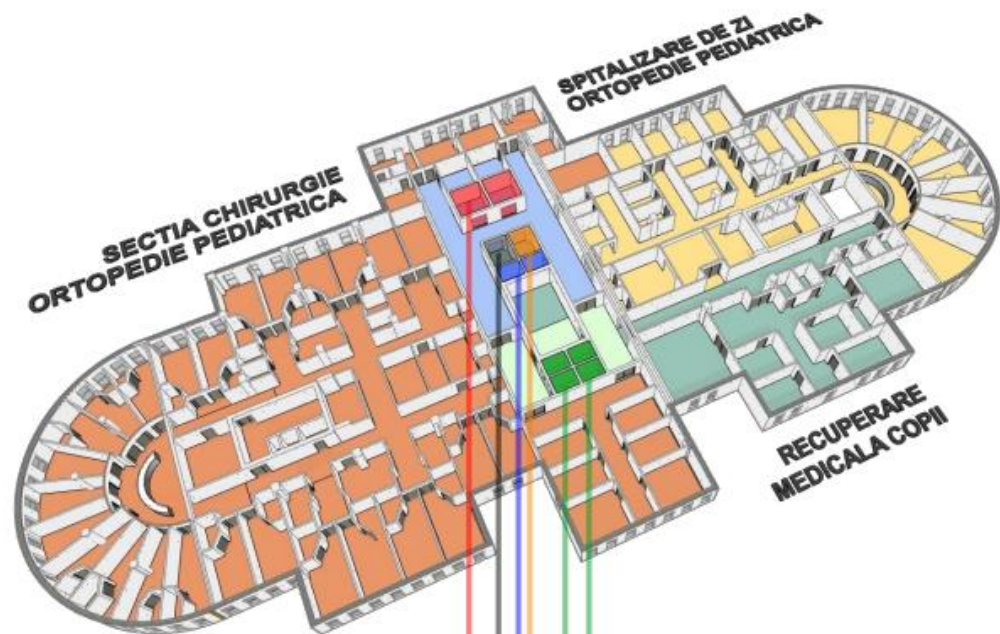 SECTIA CHIRURGIE
ORTOPEDIE PEDIATRICA
SPITALIZARE DE ZI
ORTOPEDIE PEDIATRICA
RECUPERARE
MEDICALA COPII